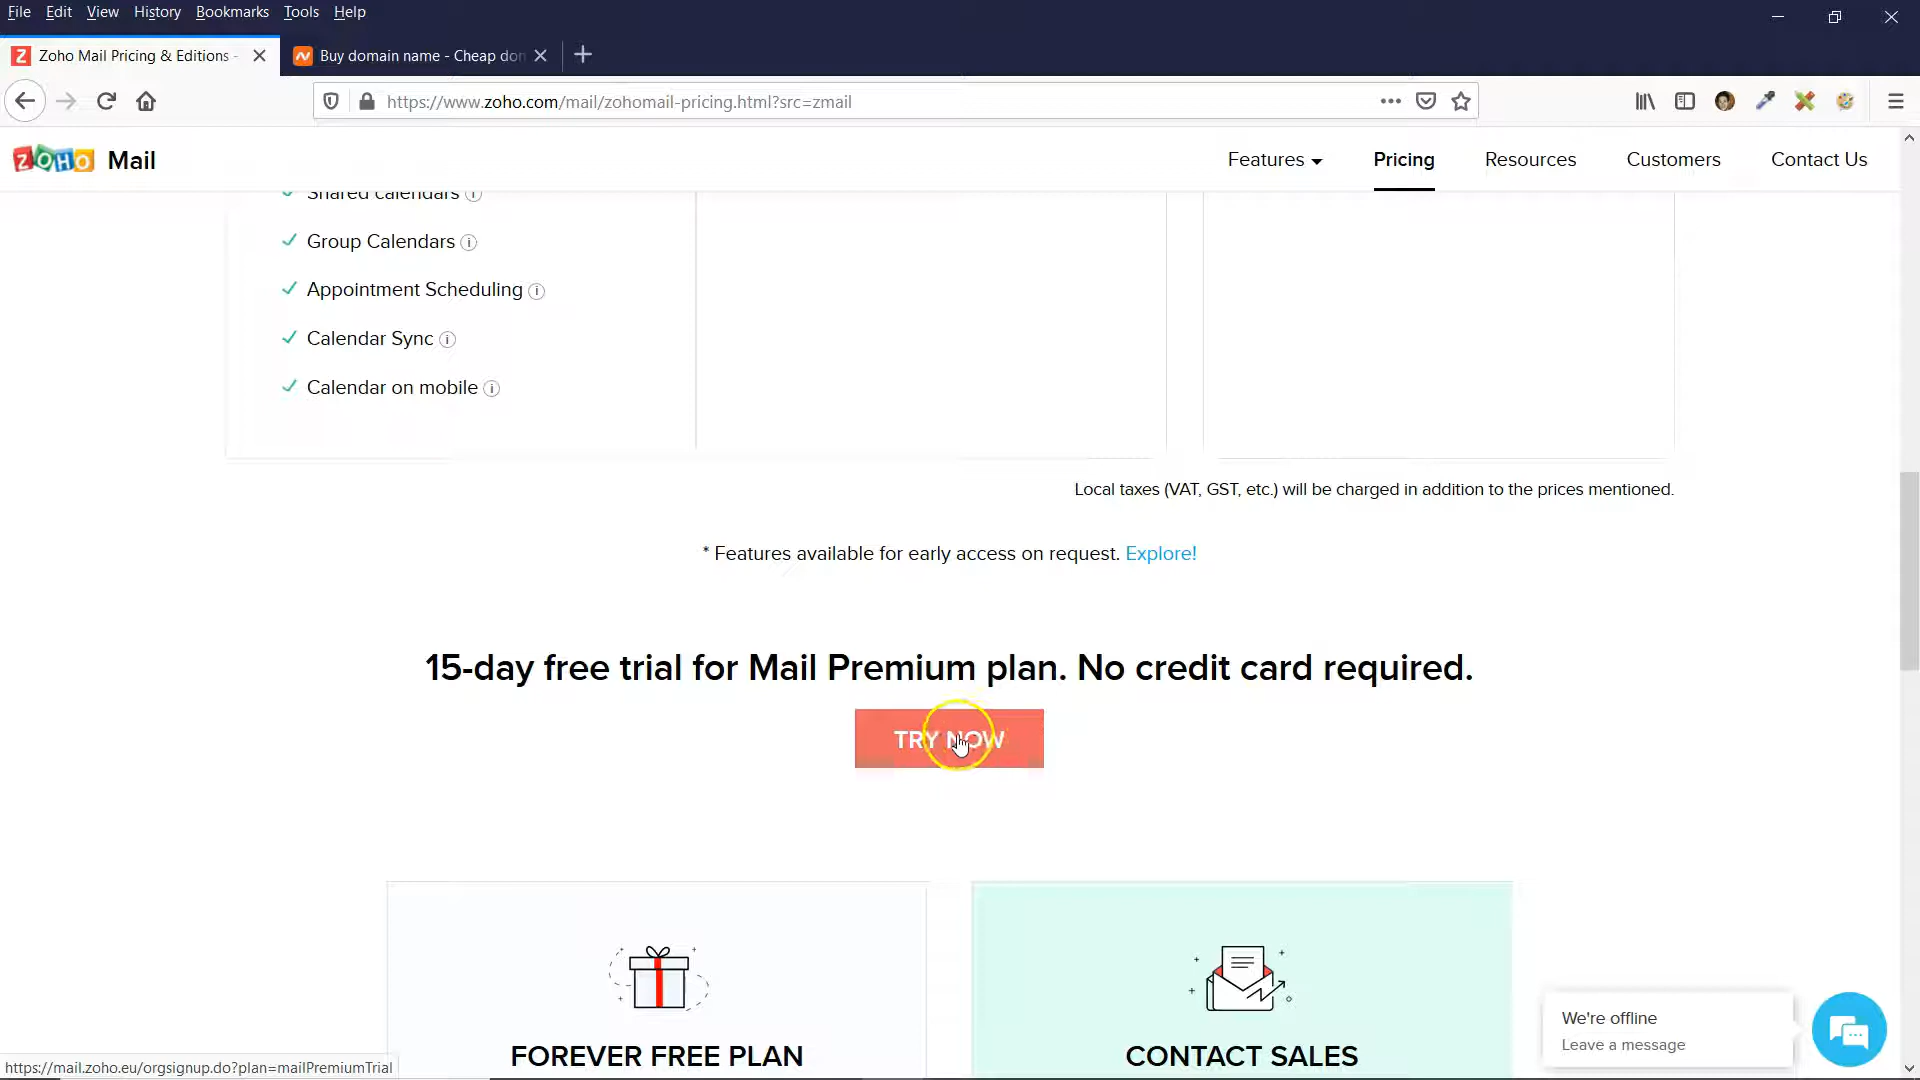 File Edit View History Bookmarks Tools Help
Zoho Mail Pricing & Editions -
Buy domain name - Cheap don
https://www.zoho.com/mail/zohomail-pricing.html?src=zmail
ZOHO Mail
Features
Pricing
Resources
Customers
Contact Us
Shared calendars
Group Calendars
Appointment Scheduling
Calendar Sync
Calendar on mobile
Local taxes (VAT, GST, etc.) will be charged in addition to the prices mentioned.
* Features available for early access on request. Explore!
15-day free trial for Mail Premium plan. No credit card required.
TRY NOW
FOREVER FREE PLAN
CONTACT SALES
We're offline
Leave a message
https://mail.zoho.eu/orgsignup.do?plan=mailPremiumTrial